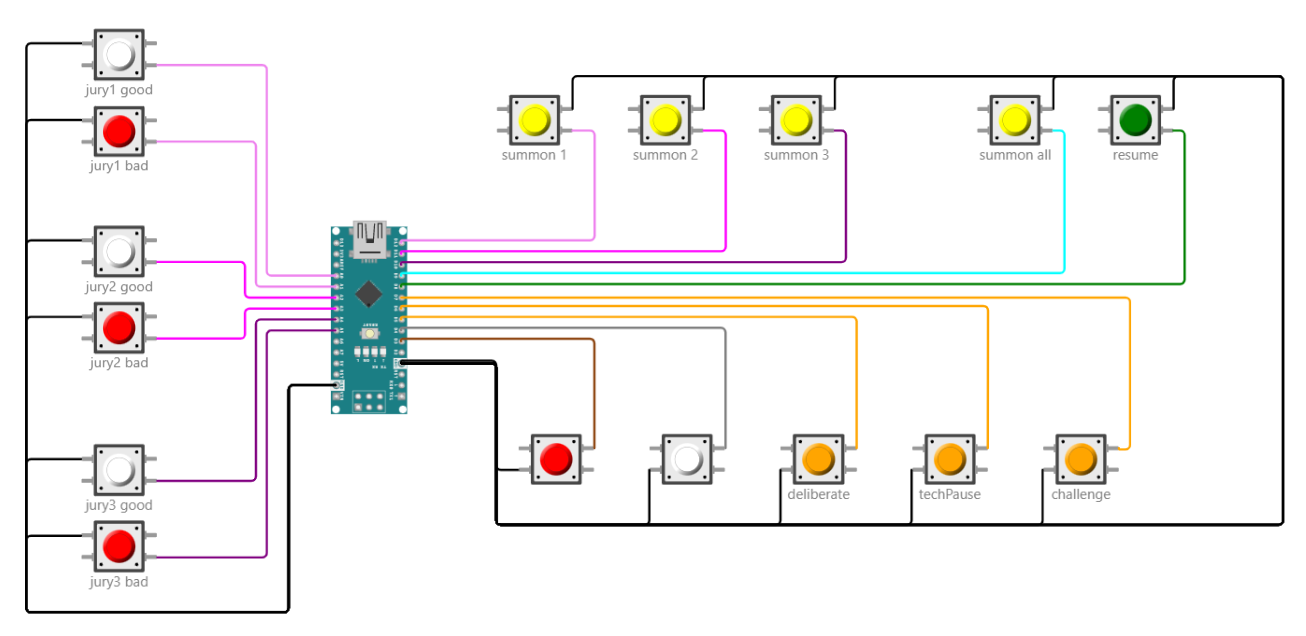 jury1 good
jury1 bad
jury2 good
jury2 bad
jury3 good
jury3 bad
summon 1
summon 2
summon 3
summon all
resume
deliberate
techPause
challenge